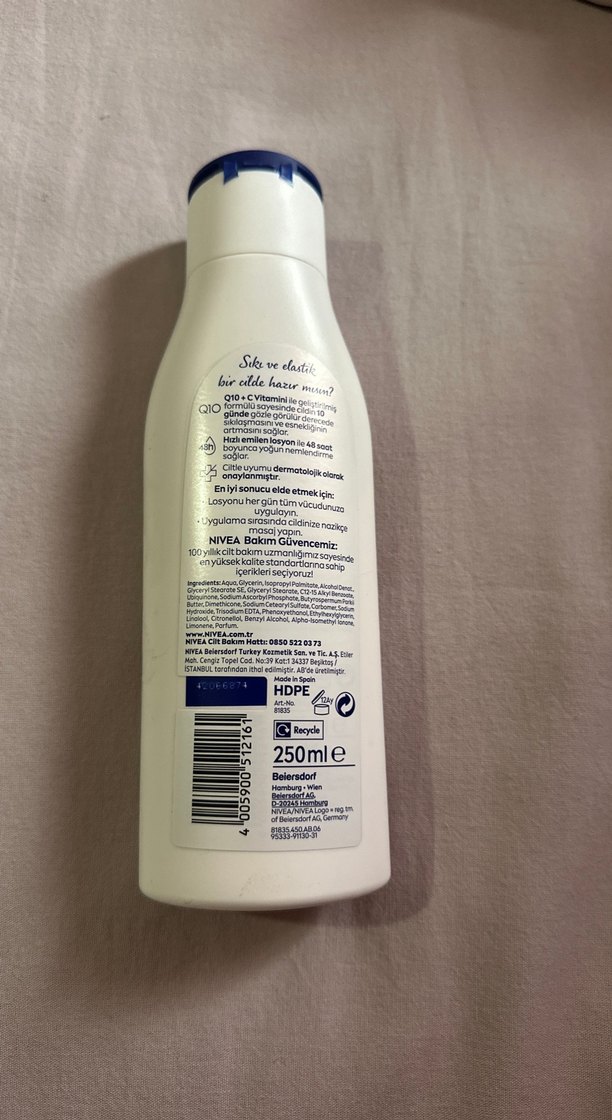 Sıkı ve elastik
bir cilde hazır mısın?
Q10
Q10 + C Vitamini ile geliştirilmiş
formülü sayesinde cildin 10
günde gözle görülür derecede
sıkılaşmasını ve esnekliğinin
artmasını sağlar.
48h
Hızlı emilen losyon ile 48 saat
boyunca yoğun nemlendirme
sağlar.
Ciltle uyumu dermatolojik olarak
onaylanmıştır.
En iyi sonucu elde etmek için:
· Losyonu her gün tüm vücudunuza
uygulayın.
· Uygulama sırasında cildinize nazikçe
masaj yapın.
NIVEA Bakım Güvencemiz:
100 yıllık cilt bakım uzmanlığımız sayesinde
en yüksek kalite standartlarına sahip
içerikleri seçiyoruz!
Ingredients: Aqua, Glycerin, Isopropyl Palmitate, Alcohol Denat.,
Glyceryl Stearate SE, Glyceryl Stearate, C12-15 Alkyl Benzoate,
Ubiquinone, Sodium Ascorbyl Phosphate, Butyrospermum Parkii
Butter, Dimethicone, Sodium Cetearyl Sulfate, Carbomer, Sodium
Hydroxide, Trisodium EDTA, Phenoxyethanol, Ethylhexylglycerin,
Linalool, Citronellol, Benzyl Alcohol, Alpha-Isomethyl Ionone,
Limonene, Parfum.
www.NIVEA.com.tr
NIVEA Cilt Bakım Hattı: 0850 522 03 73
NIVEA Beiersdorf Turkey Kozmetik San. ve Tic. A.Ş. Etiler
Mah. Cengiz Topel Cad. No:39 Kat:1 34337 Beşiktaş /
İSTANBUL tarafından ithal edilmiştir. AB'de üretilmiştir.
42066874
Made in Spain
HDPE
Art.-No.
81835
12Ay
Recycle
250 ml e
4 005900 512161
Beiersdorf
Hamburg · Wien
Beiersdorf AG,
D-20245 Hamburg
NIVEA/NIVEA Logo = reg. tm.
of Beiersdorf AG, Germany
81835.450.AB.06
95333-91130-31